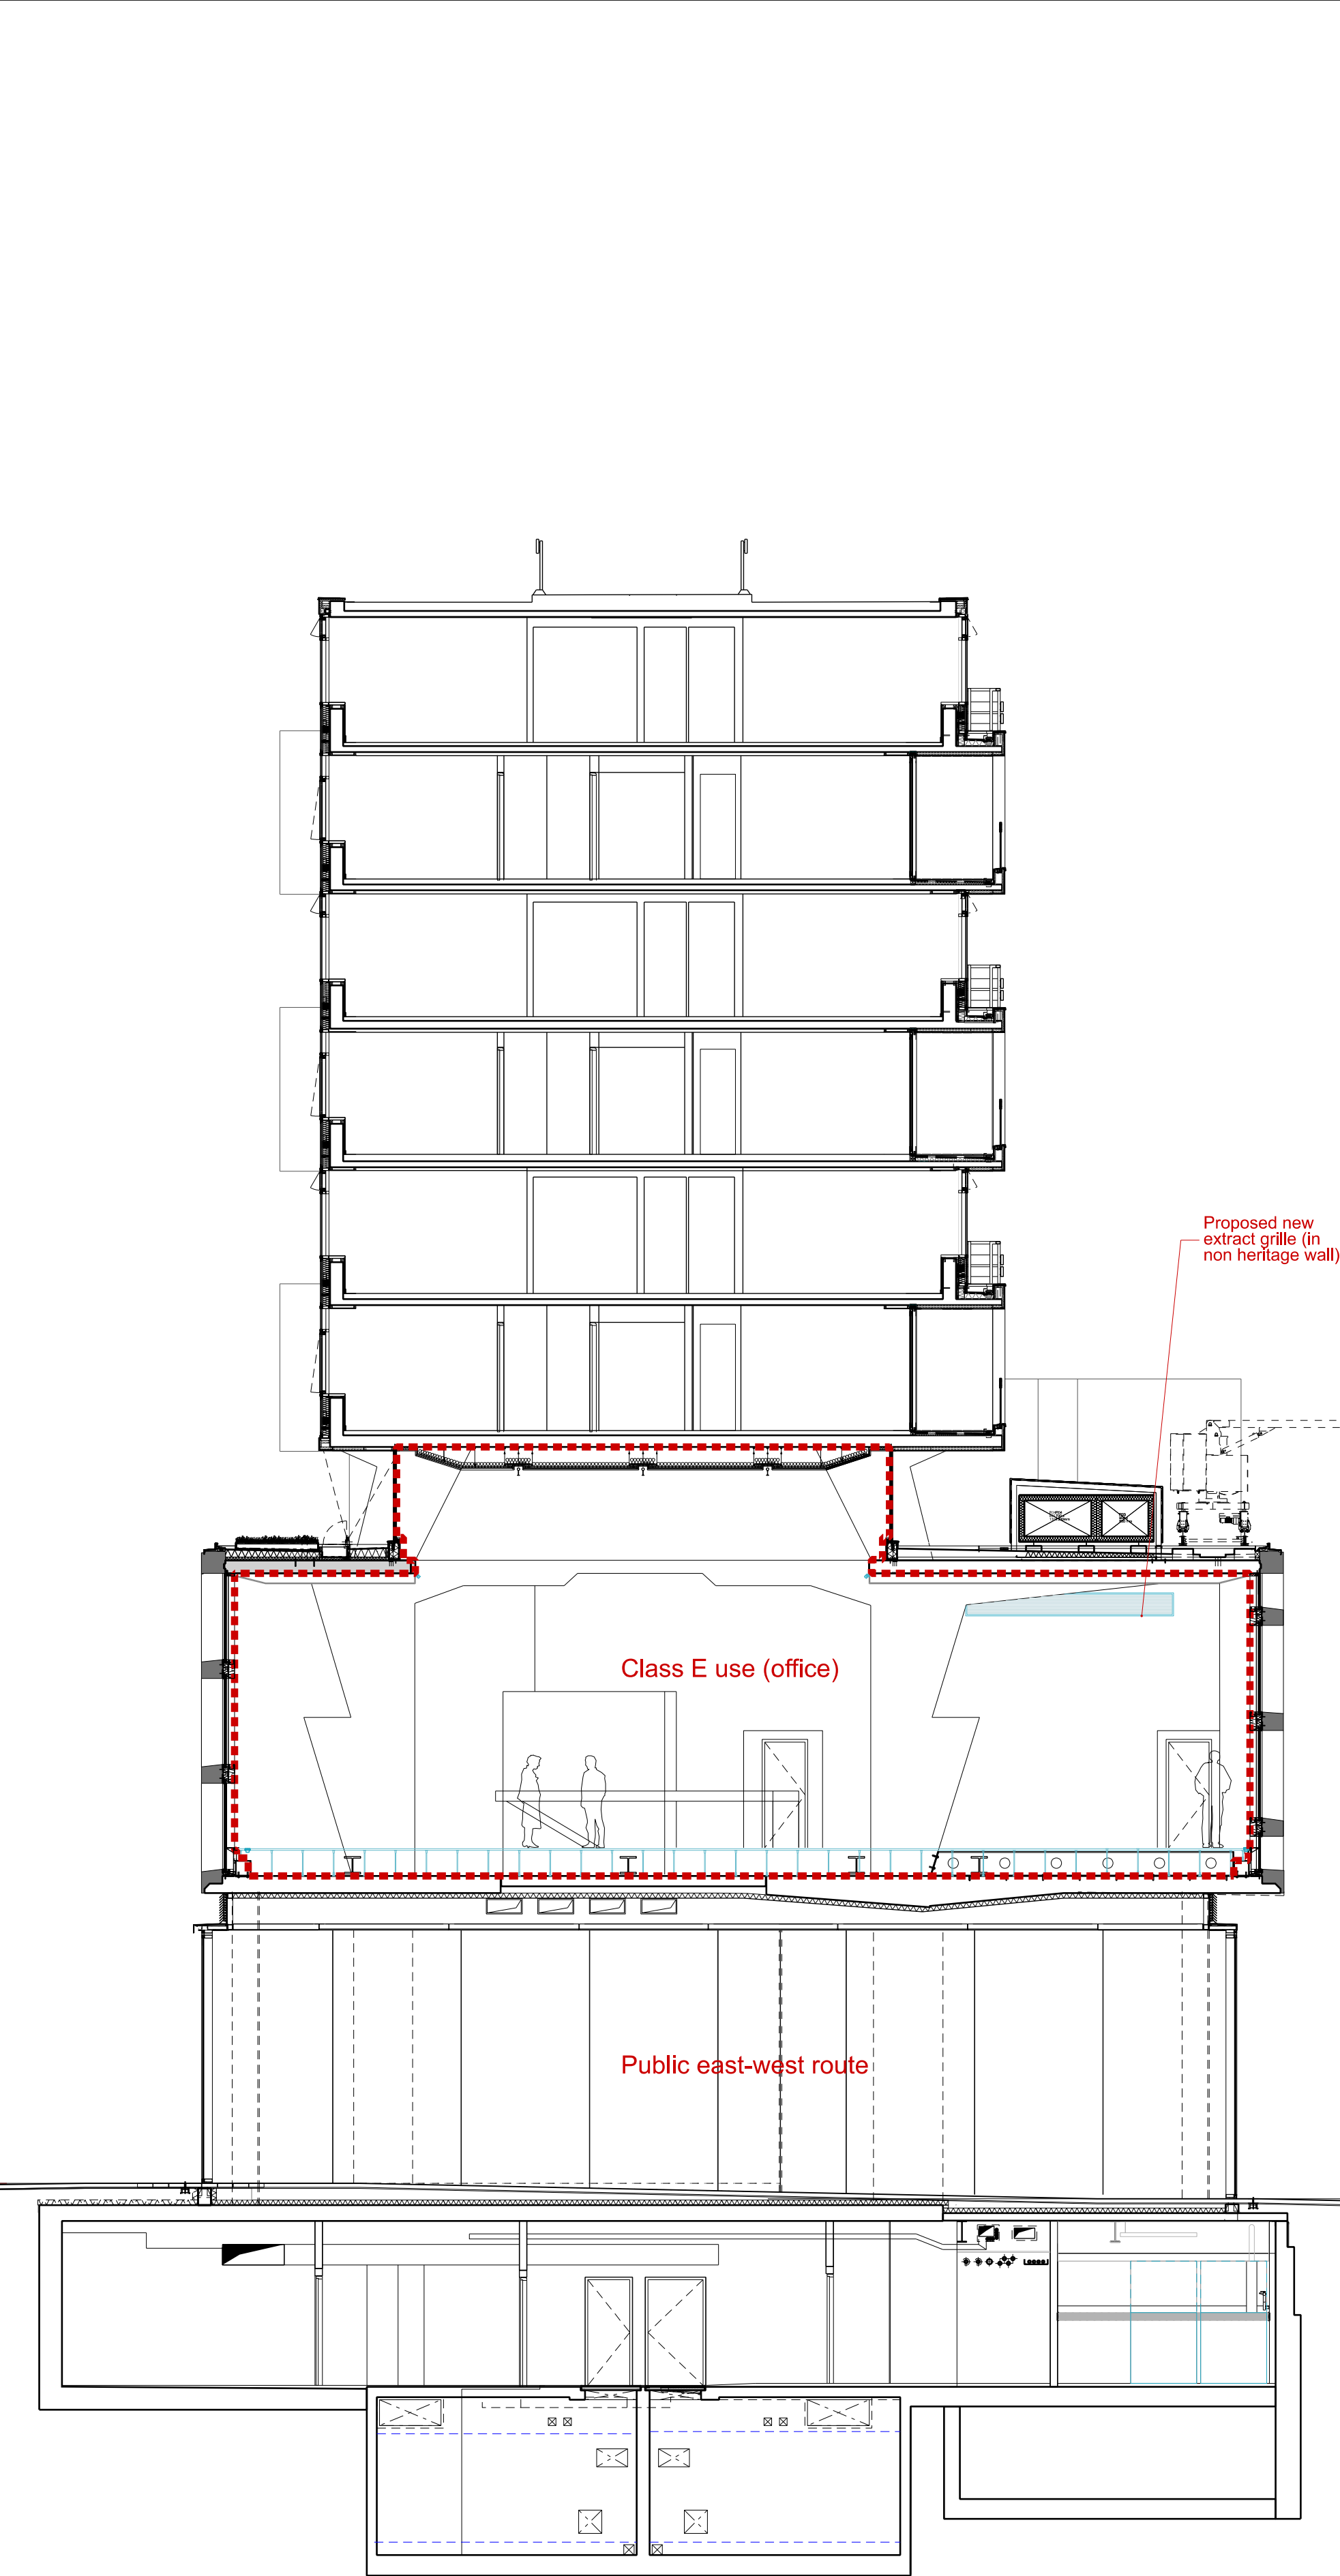 Proposed new
extract grille (in
non heritage wall)
Class E use (office)
Public east-west route